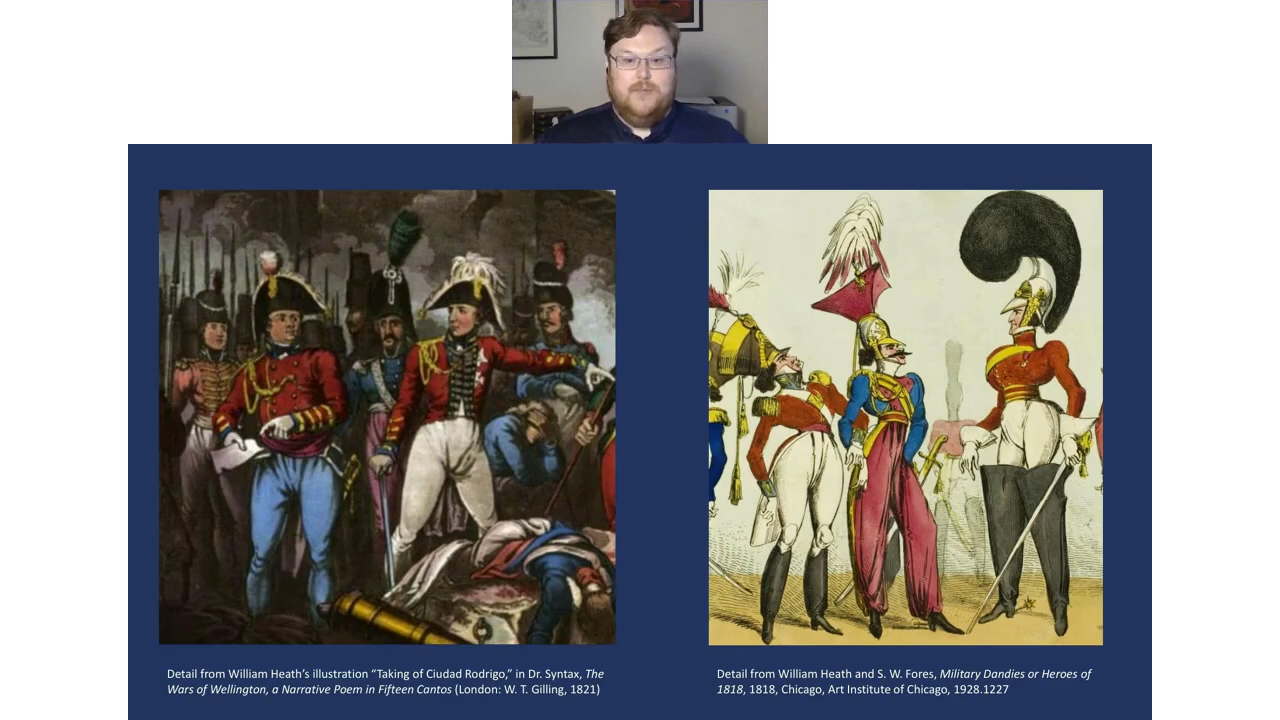 Detail from William Heath’s illustration “Taking of Ciudad Rodrigo,” in Dr. Syntax, The
Wars of Wellington, a Narrative Poem in Fifteen Cantos (London: W. T. Gilling, 1821)
Detail from William Heath and S. W. Fores, Military Dandies or Heroes of
1818, 1818, Chicago, Art Institute of Chicago, 1928.1227